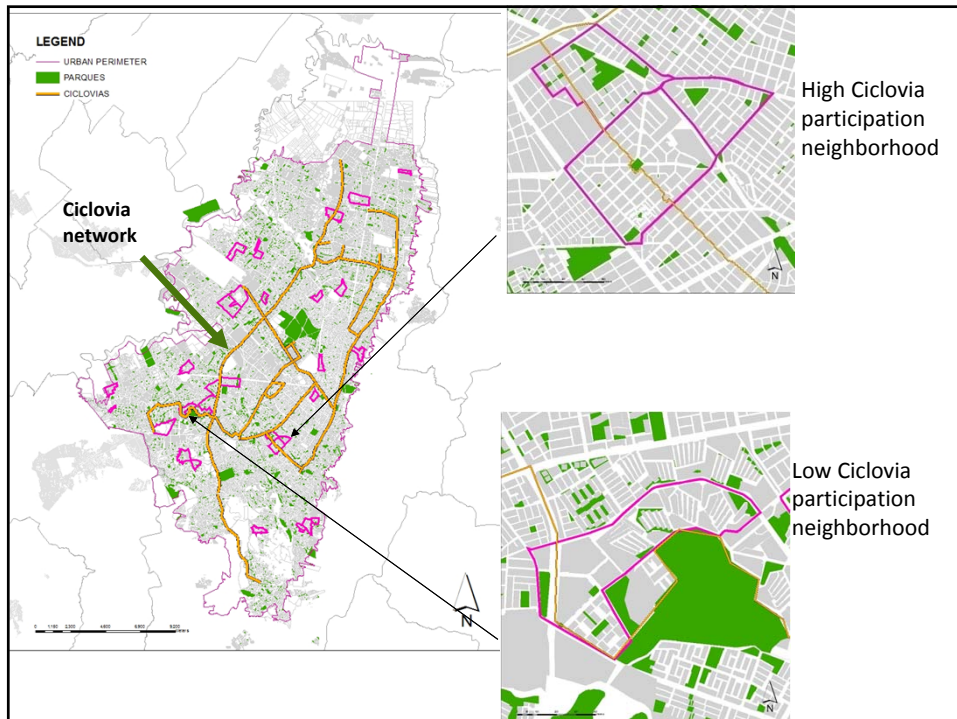 LEGEND
URBAN PERIMETER
PARQUES
CICLOVIAS
Ciclovia
network
High Ciclovia
participation
neighborhood
N
Low Ciclovia
participation
neighborhood
N
N